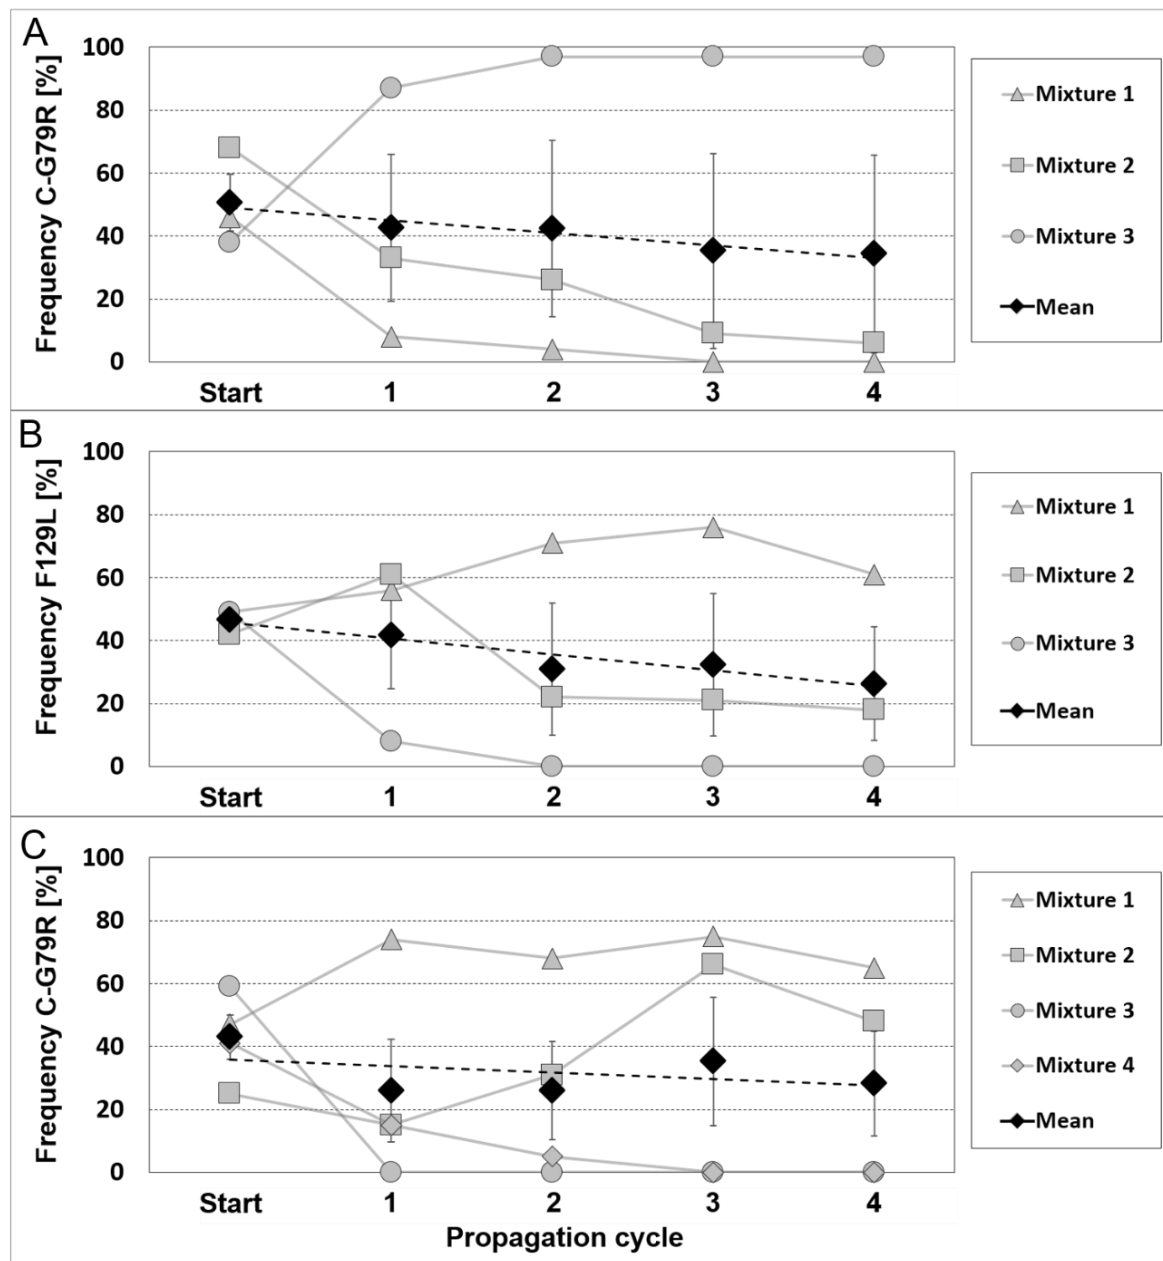 A
Frequency C-G79R [%]
100
80
60
40
20
0
Start 1 2 3 4
Mixture 1
Mixture 2
Mixture 3
Mean
B
Frequency F129L [%]
100
80
60
40
20
0
Start 1 2 3 4
Mixture 1
Mixture 2
Mixture 3
Mean
C
Frequency C-G79R [%]
100
80
60
40
20
0
Start 1 2 3 4
Propagation cycle
Mixture 1
Mixture 2
Mixture 3
Mixture 4
Mean